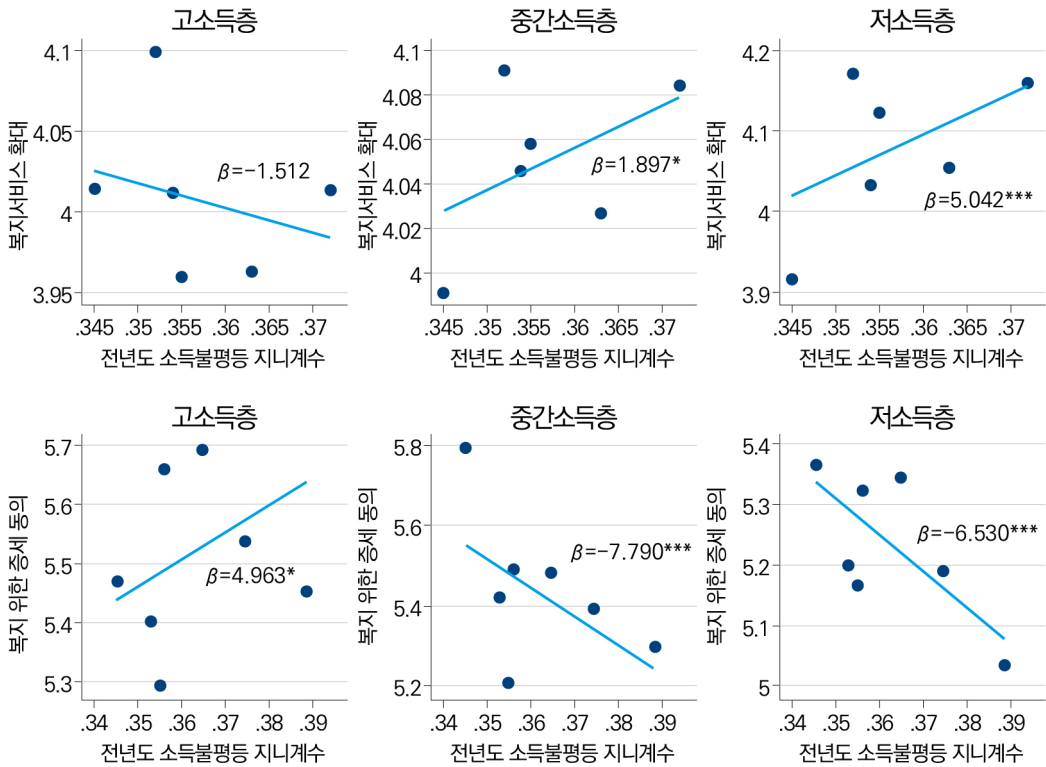 고소득층
4.1
4.05
4
3.95
복지서비스 확대
β=−1.512
.345 .35 .355 .36 .365 .37
전년도 소득불평등 지니계수
중간소득층
4.1
4.08
4.06
4.04
4.02
4
복지서비스 확대
β=1.897*
.345 .35 .355 .36 .365 .37
전년도 소득불평등 지니계수
저소득층
4.2
4.1
4
3.9
복지서비스 확대
β=5.042***
.345 .35 .355 .36 .365 .37
전년도 소득불평등 지니계수
고소득층
5.7
5.6
5.5
5.4
5.3
복지 위한 증세 동의
β=4.963*
.34 .35 .36 .37 .38 .39
전년도 소득불평등 지니계수
중간소득층
5.8
5.6
5.4
5.2
복지 위한 증세 동의
β=−7.790***
.34 .35 .36 .37 .38 .39
전년도 소득불평등 지니계수
저소득층
5.4
5.3
5.2
5.1
5
복지 위한 증세 동의
β=−6.530***
.34 .35 .36 .37 .38 .39
전년도 소득불평등 지니계수